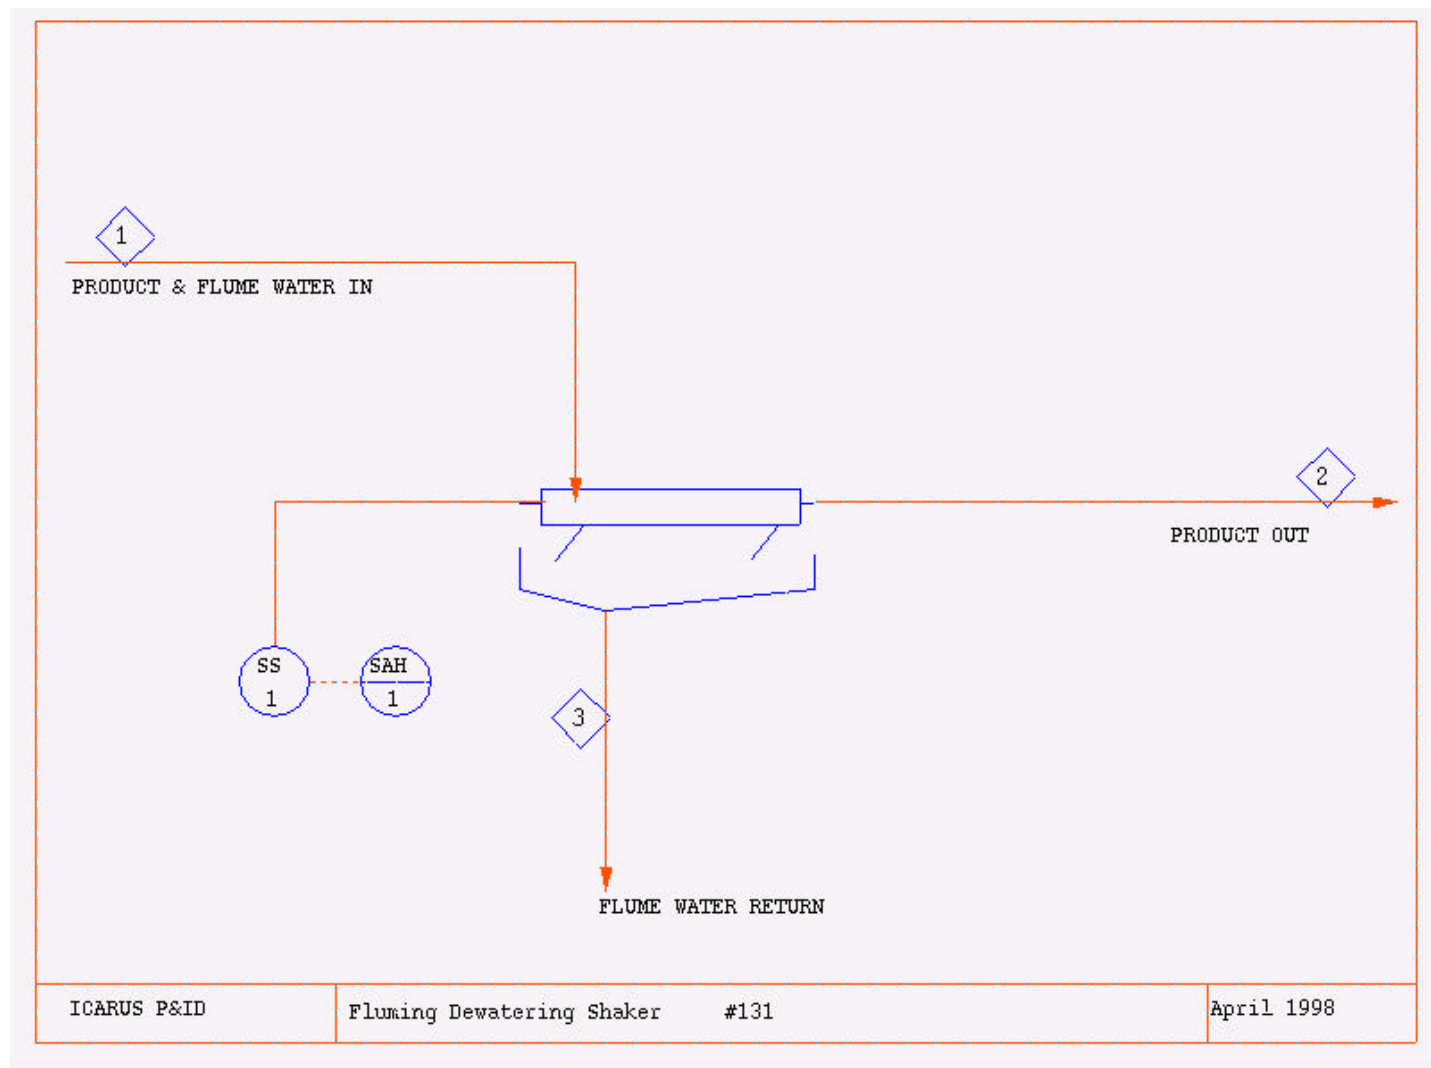 1
PRODUCT & FLUME WATER IN
2
PRODUCT OUT
SS
1
SAH
1
3
FLUME WATER RETURN
ICARUS P&ID
Fluming Dewatering Shaker #131
April 1998